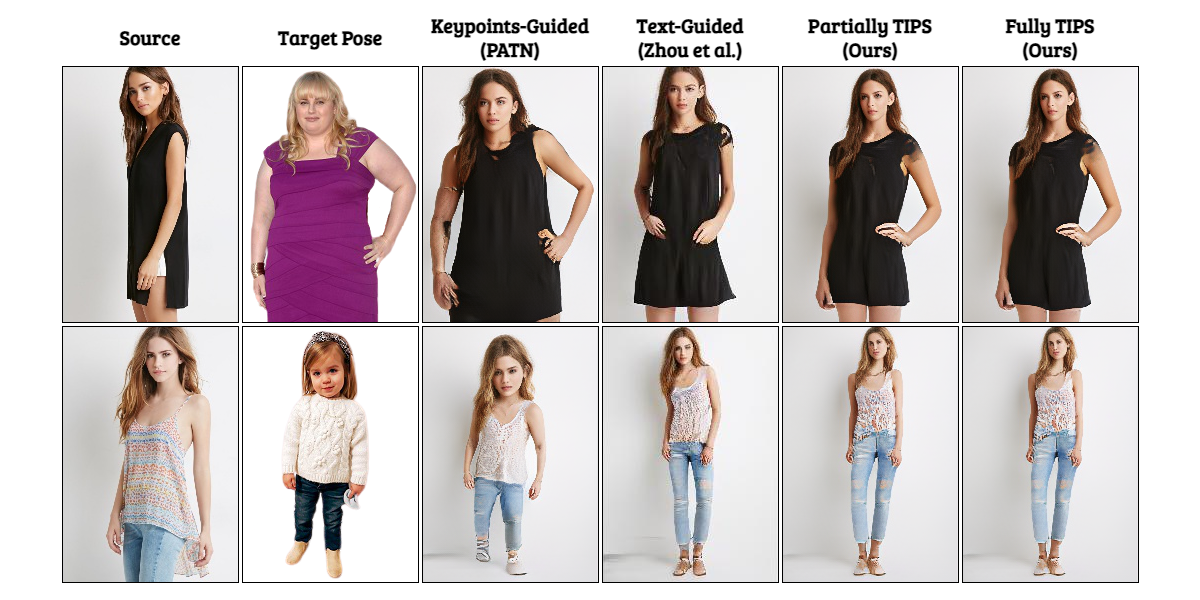 Source
Target Pose
Keypoints-Guided
(PATN)
Text-Guided
(Zhou et al.)
Partially TIPS
(Ours)
Fully TIPS
(Ours)